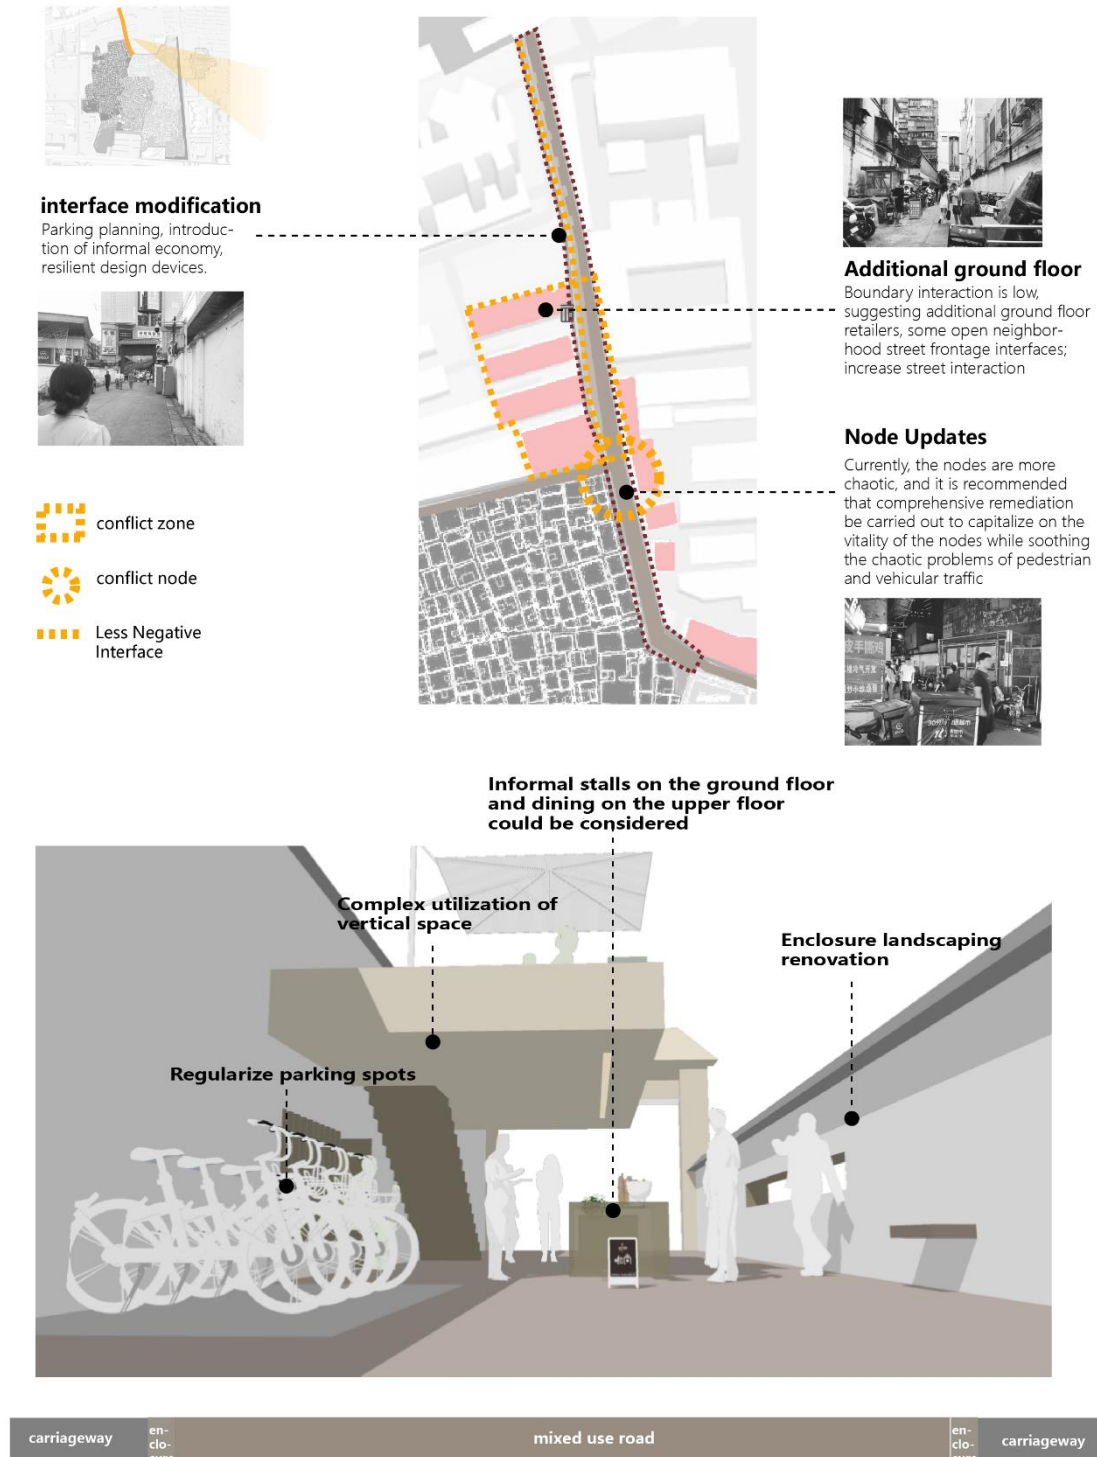 interface modification
Parking planning, introduc-
tion of informal economy,
resilient design devices.
Additional ground floor
Boundary interaction is low,
suggesting additional ground floor
retailers, some open neighbor-
hood street frontage interfaces;
increase street interaction
Node Updates
Currently, the nodes are more
chaotic, and it is recommended
that comprehensive remediation
be carried out to capitalize on the
vitality of the nodes while soothing
the chaotic problems of pedestrian
and vehicular traffic
conflict zone
conflict node
Less Negative
Interface
Informal stalls on the ground floor
and dining on the upper floor
could be considered
Complex utilization of
vertical space
Enclosure landscaping
renovation
Regularize parking spots
carriageway
en-
clo-
mixed use road
en-
clo-
carriageway